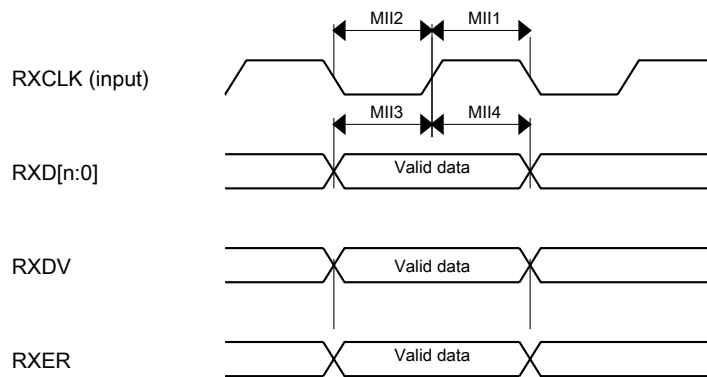 MII2 MII1
RXCLK (input)
MII3 MII4
RXD[n:0] Valid data
RXDV Valid data
RXER Valid data